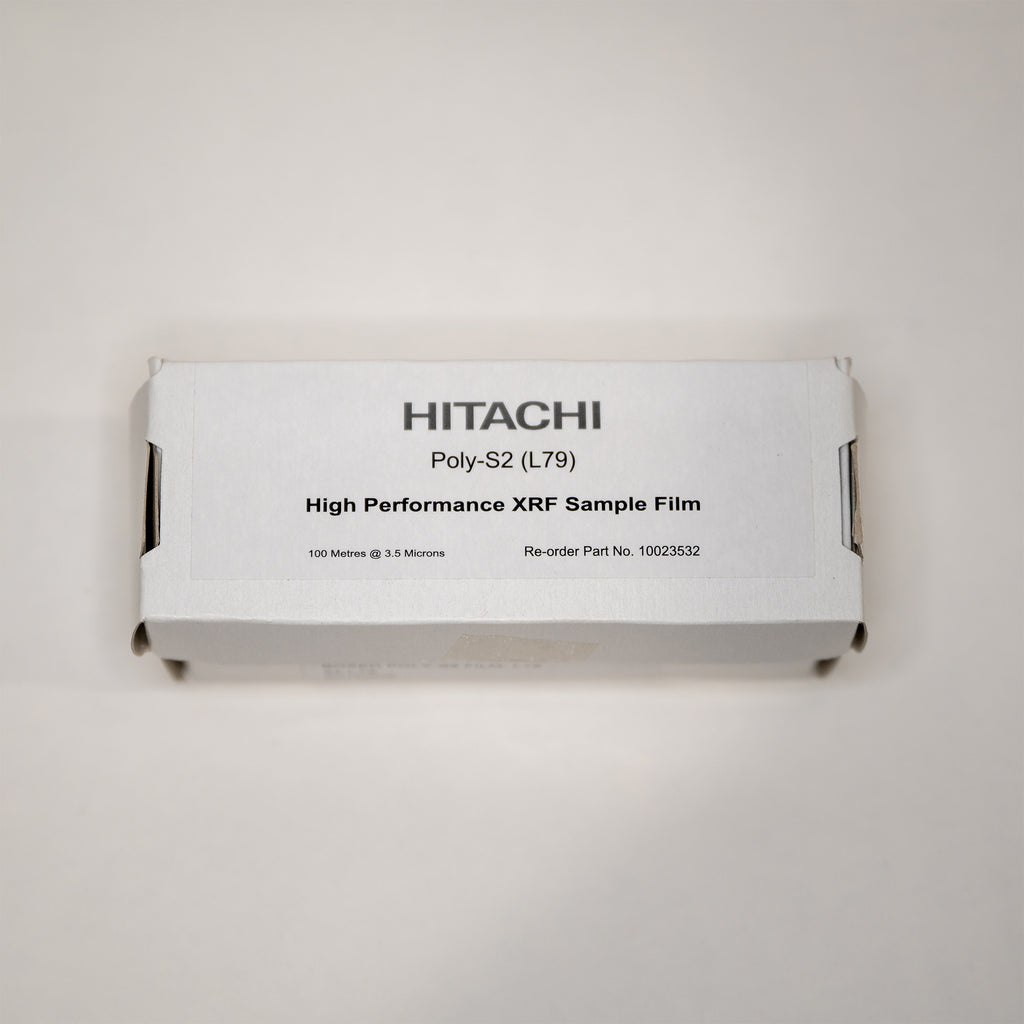 HITACHI
Poly-S2 (L79)
High Performance XRF Sample Film
100 Metres @ 3.5 Microns
Re-order Part No. 10023532